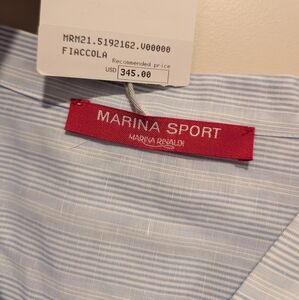 MRM21.5192162.V00000
FIACCOLA
Recommended price
USD 345.00
MARINA SPORT
MARINA RINALDI